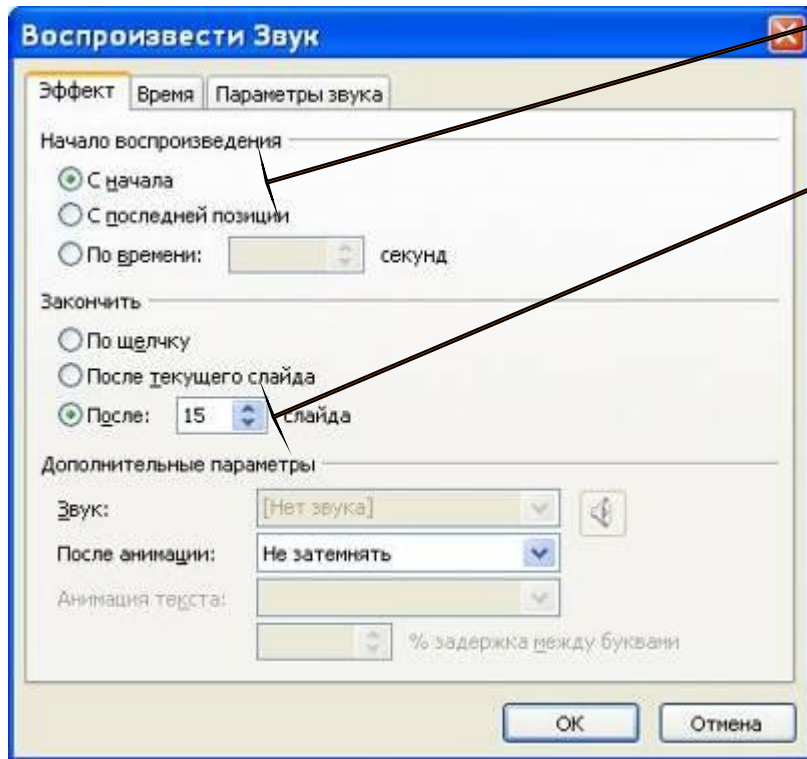 Воспроизвести Звук
Эффект Время Параметры звука
Начало воспроизведения
С начала
С последней позиции
По времени: секунд
Закончить
По щелчку
После текущего слайда
После: 15 слайда
Дополнительные параметры
Звук: [Нет звука]
После анимации: Не затемнять
Анимация текста:
% задержка между буквами
ОК Отмена